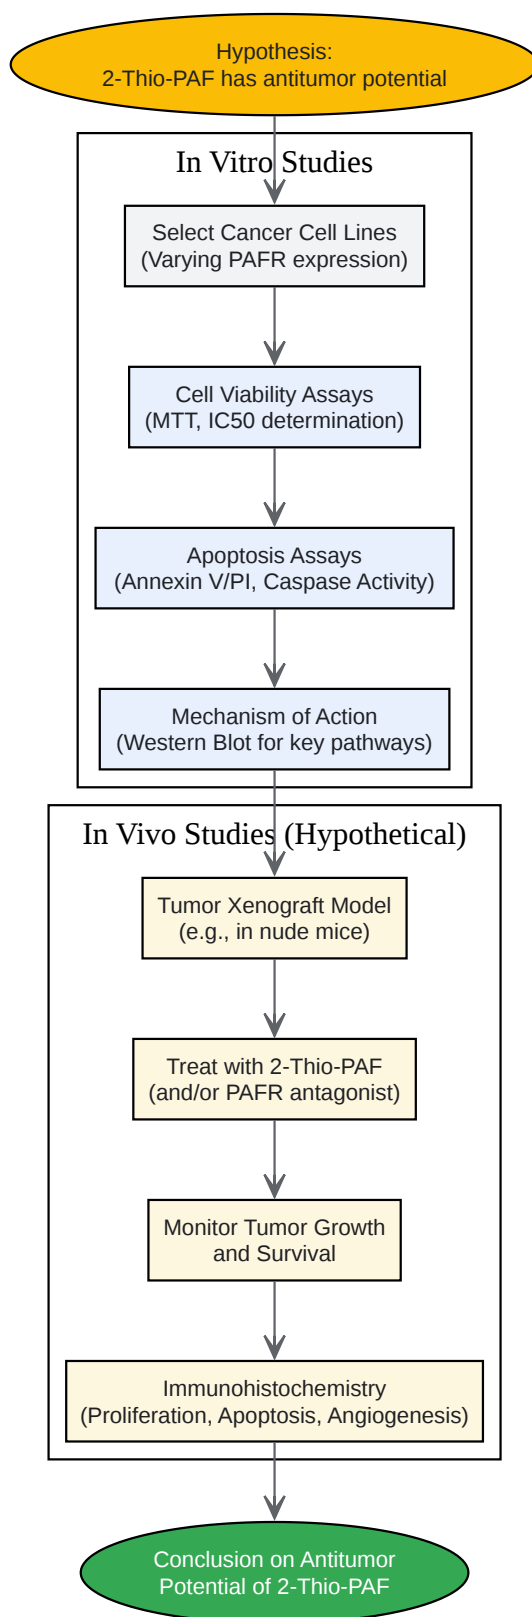 Hypothesis:
2-Thio-PAF has antitumor potential
In Vitro Studies
Select Cancer Cell Lines
(Varying PAFR expression)
Cell Viability Assays
(MTT, IC50 determination)
Apoptosis Assays
(Annexin V/PI, Caspase Activity)
Mechanism of Action
(Western Blot for key pathways)
In Vivo Studies (Hypothetical)
Tumor Xenograft Model
(e.g., in nude mice)
Treat with 2-Thio-PAF
(and/or PAFR antagonist)
Monitor Tumor Growth
and Survival
Immunohistochemistry
(Proliferation, Apoptosis, Angiogenesis)
Conclusion on Antitumor
Potential of 2-Thio-PAF